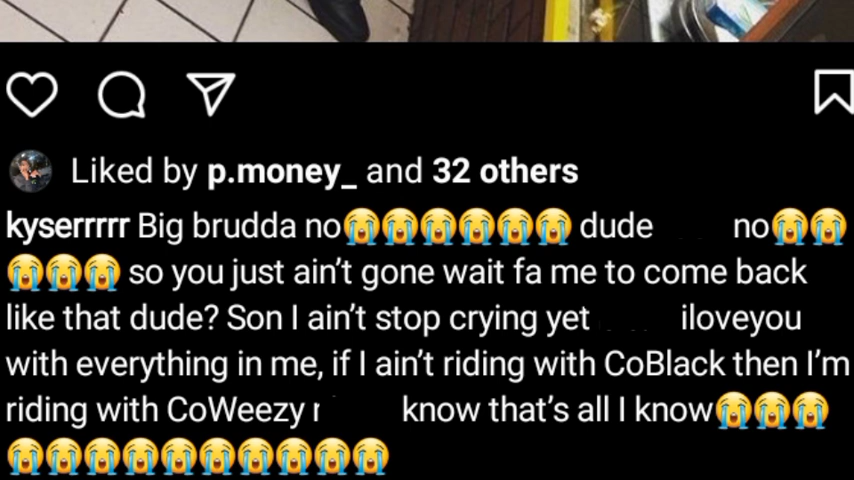 Liked by p.money_ and 32 others
kyserrrrr Big brudda no😭😭😭😭😭😭 dude no😭😭
😭😭😭 so you just ain’t gone wait fa me to come back
like that dude? Son I ain’t stop crying yet iloveyou
with everything in me, if I ain’t riding with CoBlack then I’m
riding with CoWeezy know that’s all I know😭😭😭
😭😭😭😭😭😭😭😭😭😭